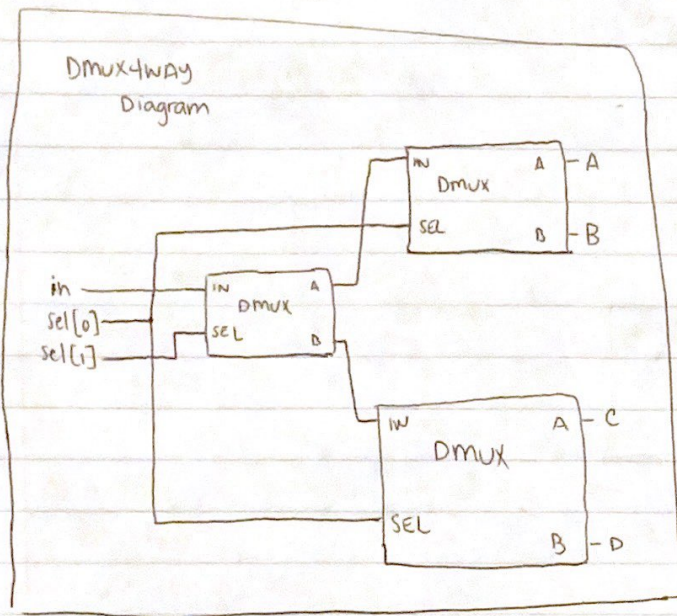 Dmux4way
Diagram
IN A A
Dmux
SEL B B
in
IN A
sel[0]
Dmux
SEL B
sel[1]
IN A C
Dmux
SEL
B D